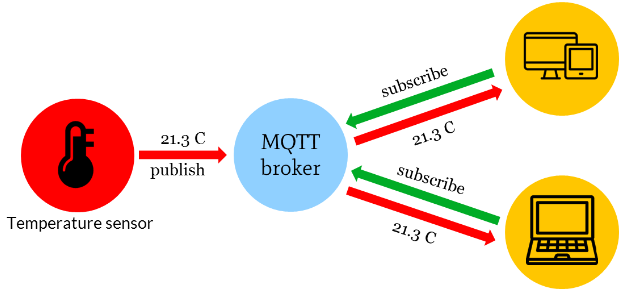 subscribe
21.3 C
21.3 C
publish
MQTT
broker
subscribe
21.3 C
Temperature sensor